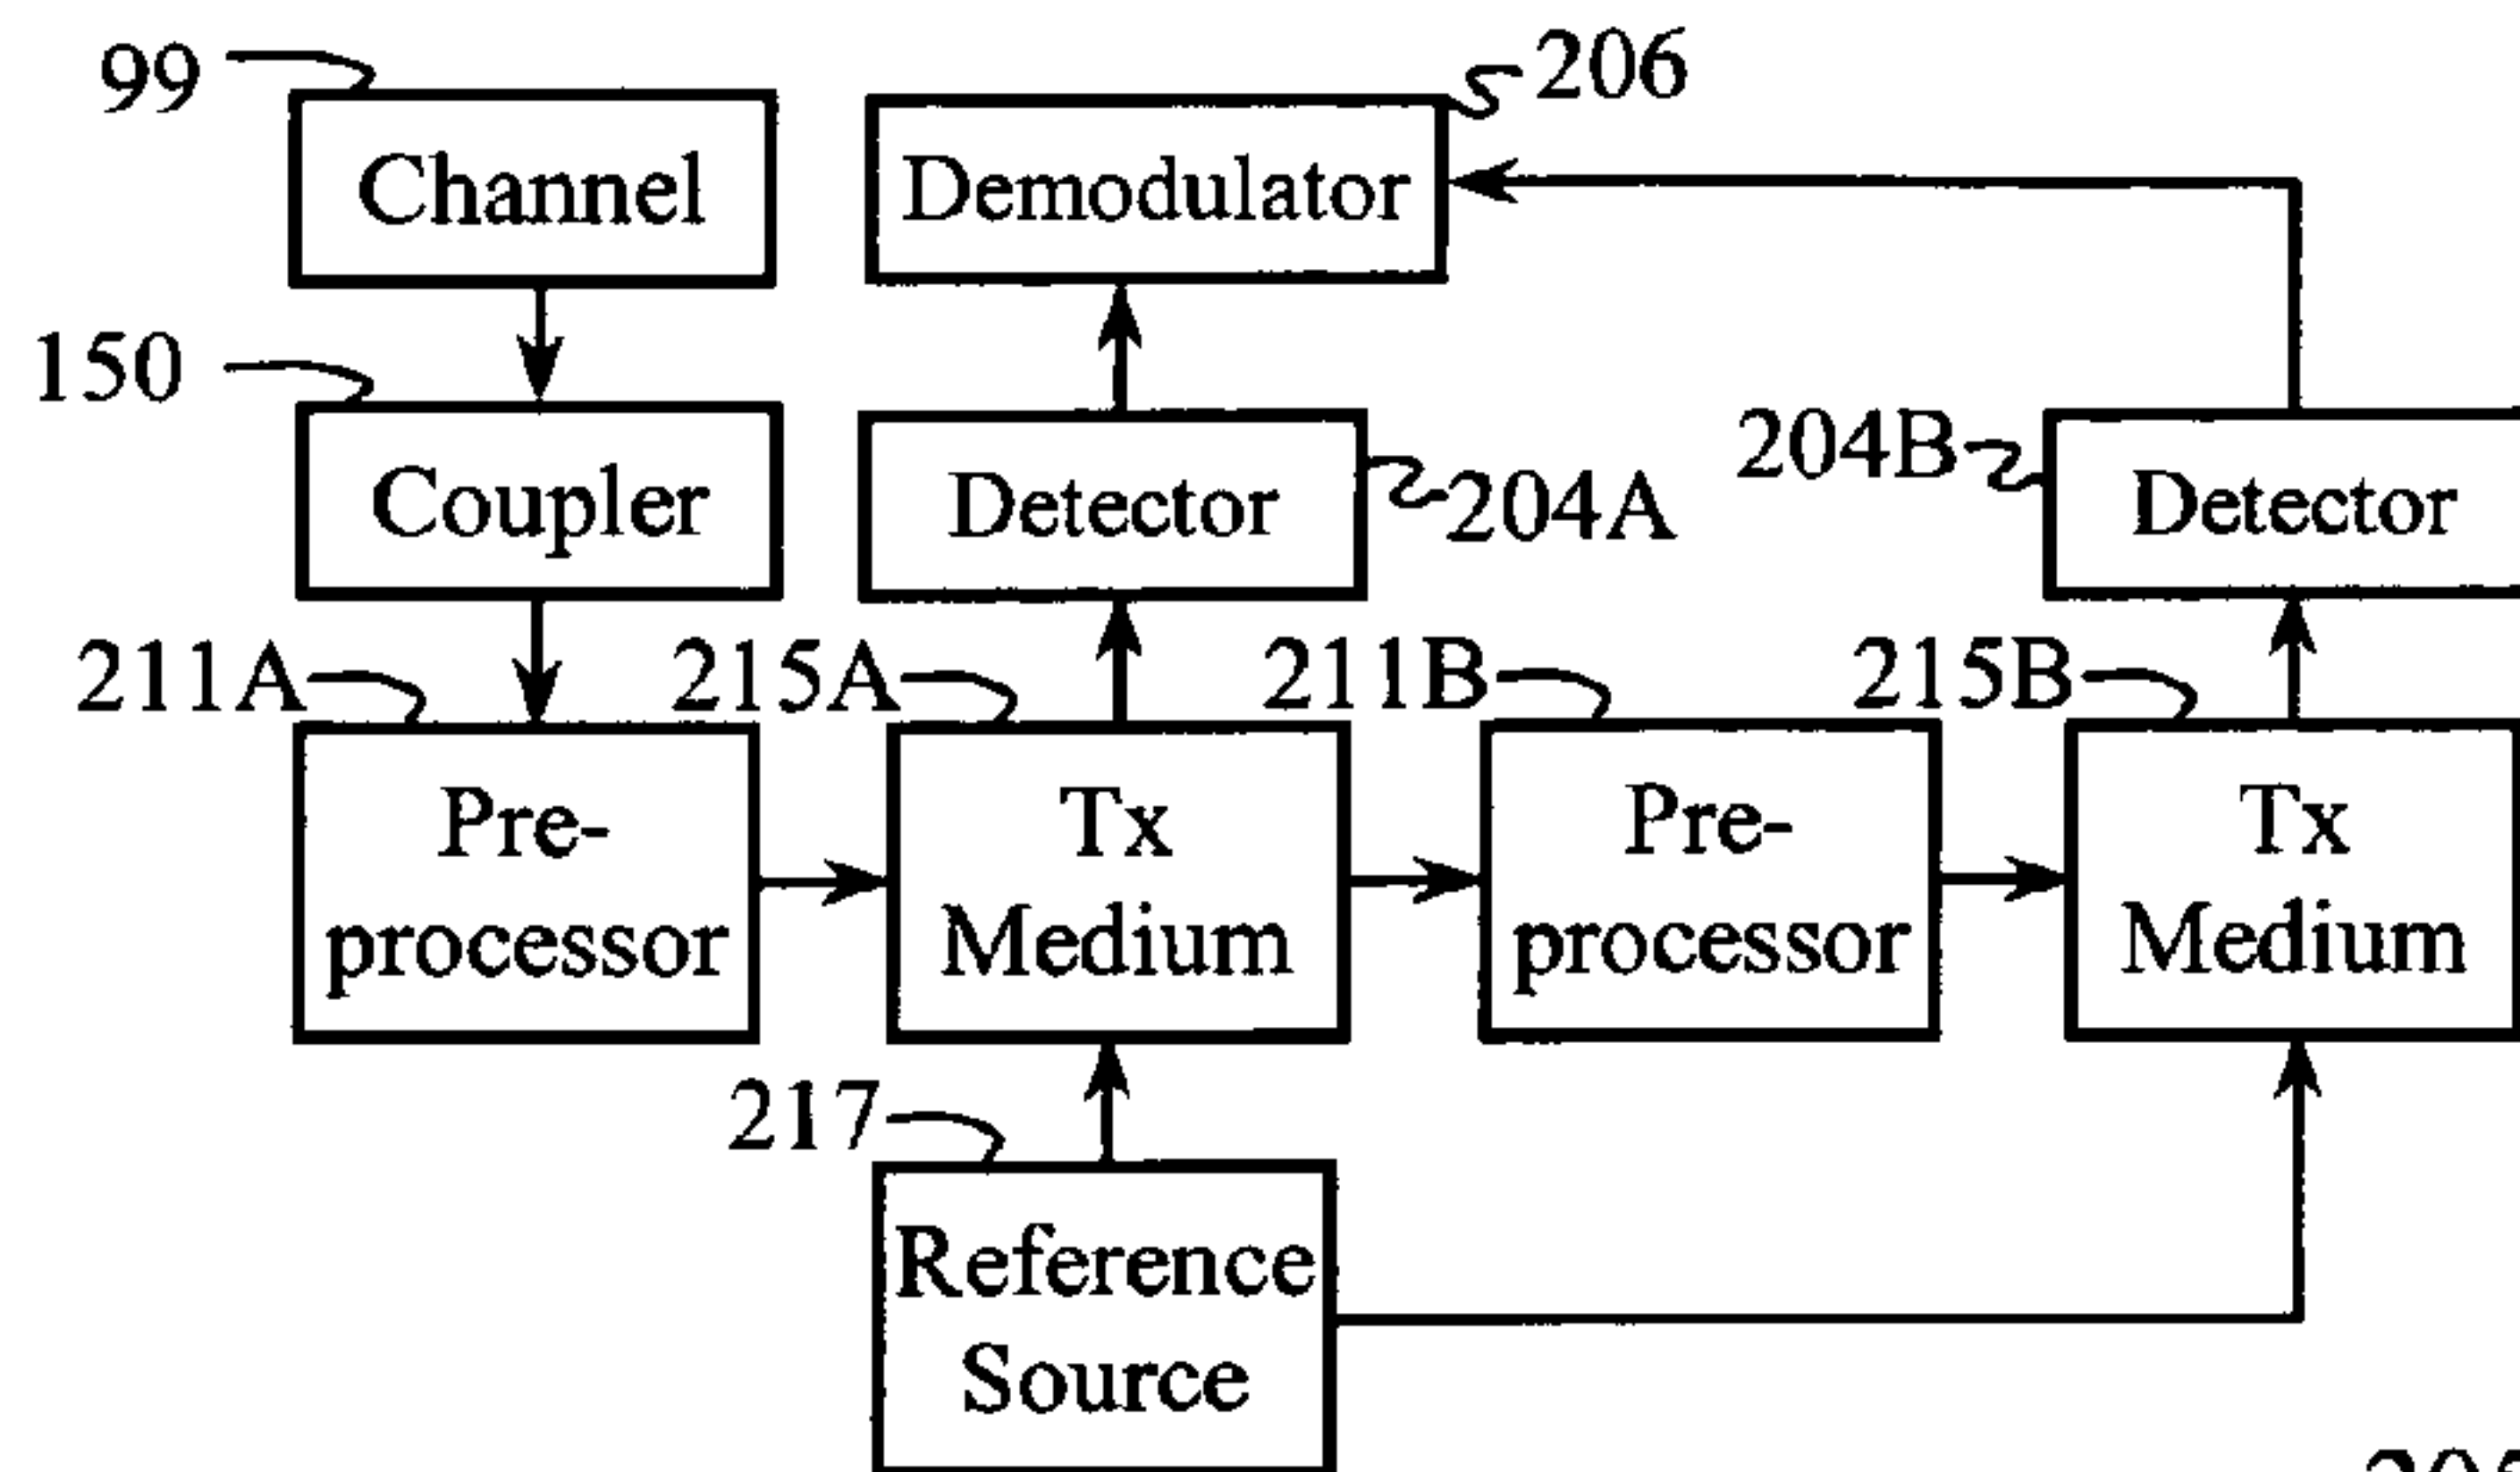 99
206
Channel
Demodulator
150
Coupler
Detector
204A
204B
Detector
211A
215A
211B
215B
Pre-
processor
Tx
Medium
Pre-
processor
Tx
Medium
217
Reference
Source